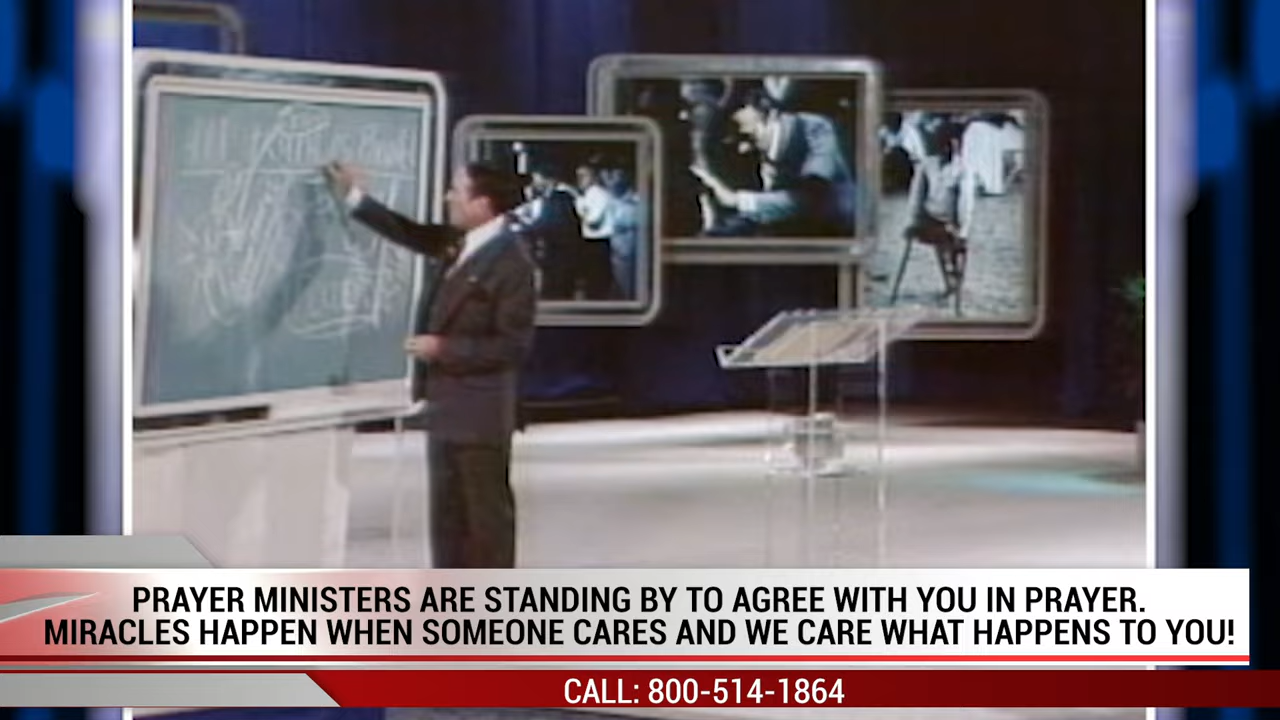 PRAYER MINISTERS ARE STANDING BY TO AGREE WITH YOU IN PRAYER.
MIRACLES HAPPEN WHEN SOMEONE CARES AND WE CARE WHAT HAPPENS TO YOU!
CALL: 800-514-1864